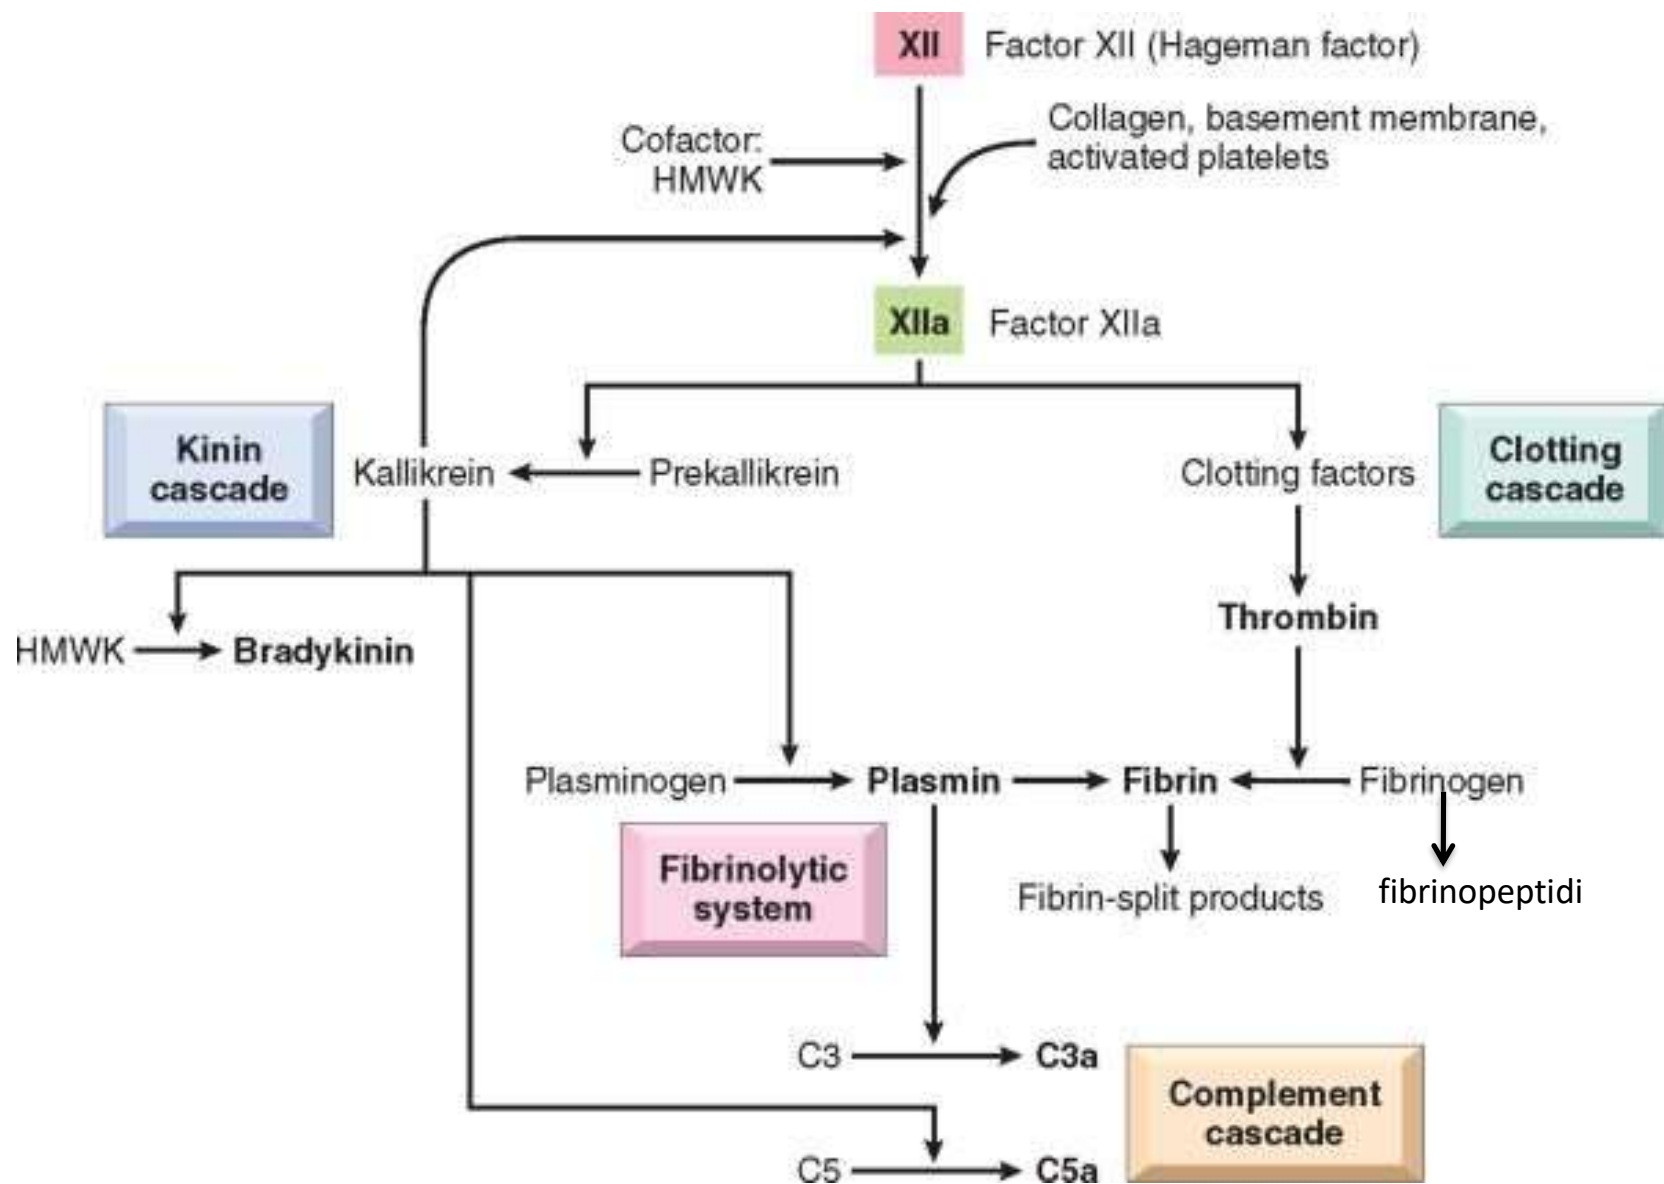 XII
Factor XII (Hageman factor)
Cofactor:
HMWK
Collagen, basement membrane,
activated platelets
XIIa
Factor XIIa
Kinin
cascade
Kallikrein
Prekallikrein
Clotting factors
Clotting
cascade
HMWK
Bradykinin
Thrombin
Plasminogen
Plasmin
Fibrin
Fibrinogen
Fibrinolytic
system
Fibrin-split products
fibrinopeptidi
C3
C3a
Complement
cascade
C5
C5a